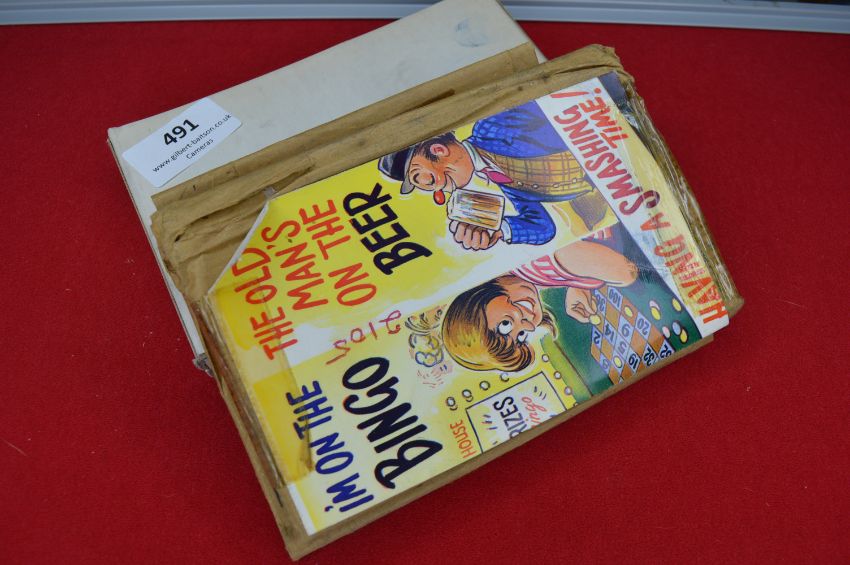 491
www.gilbert-baitson.co.uk
Cameras
THE OLD
MAN'S
ON THE
BEER
HAVING A SMASHING
TIME!
I'M ON THE
BINGO
HOUSE